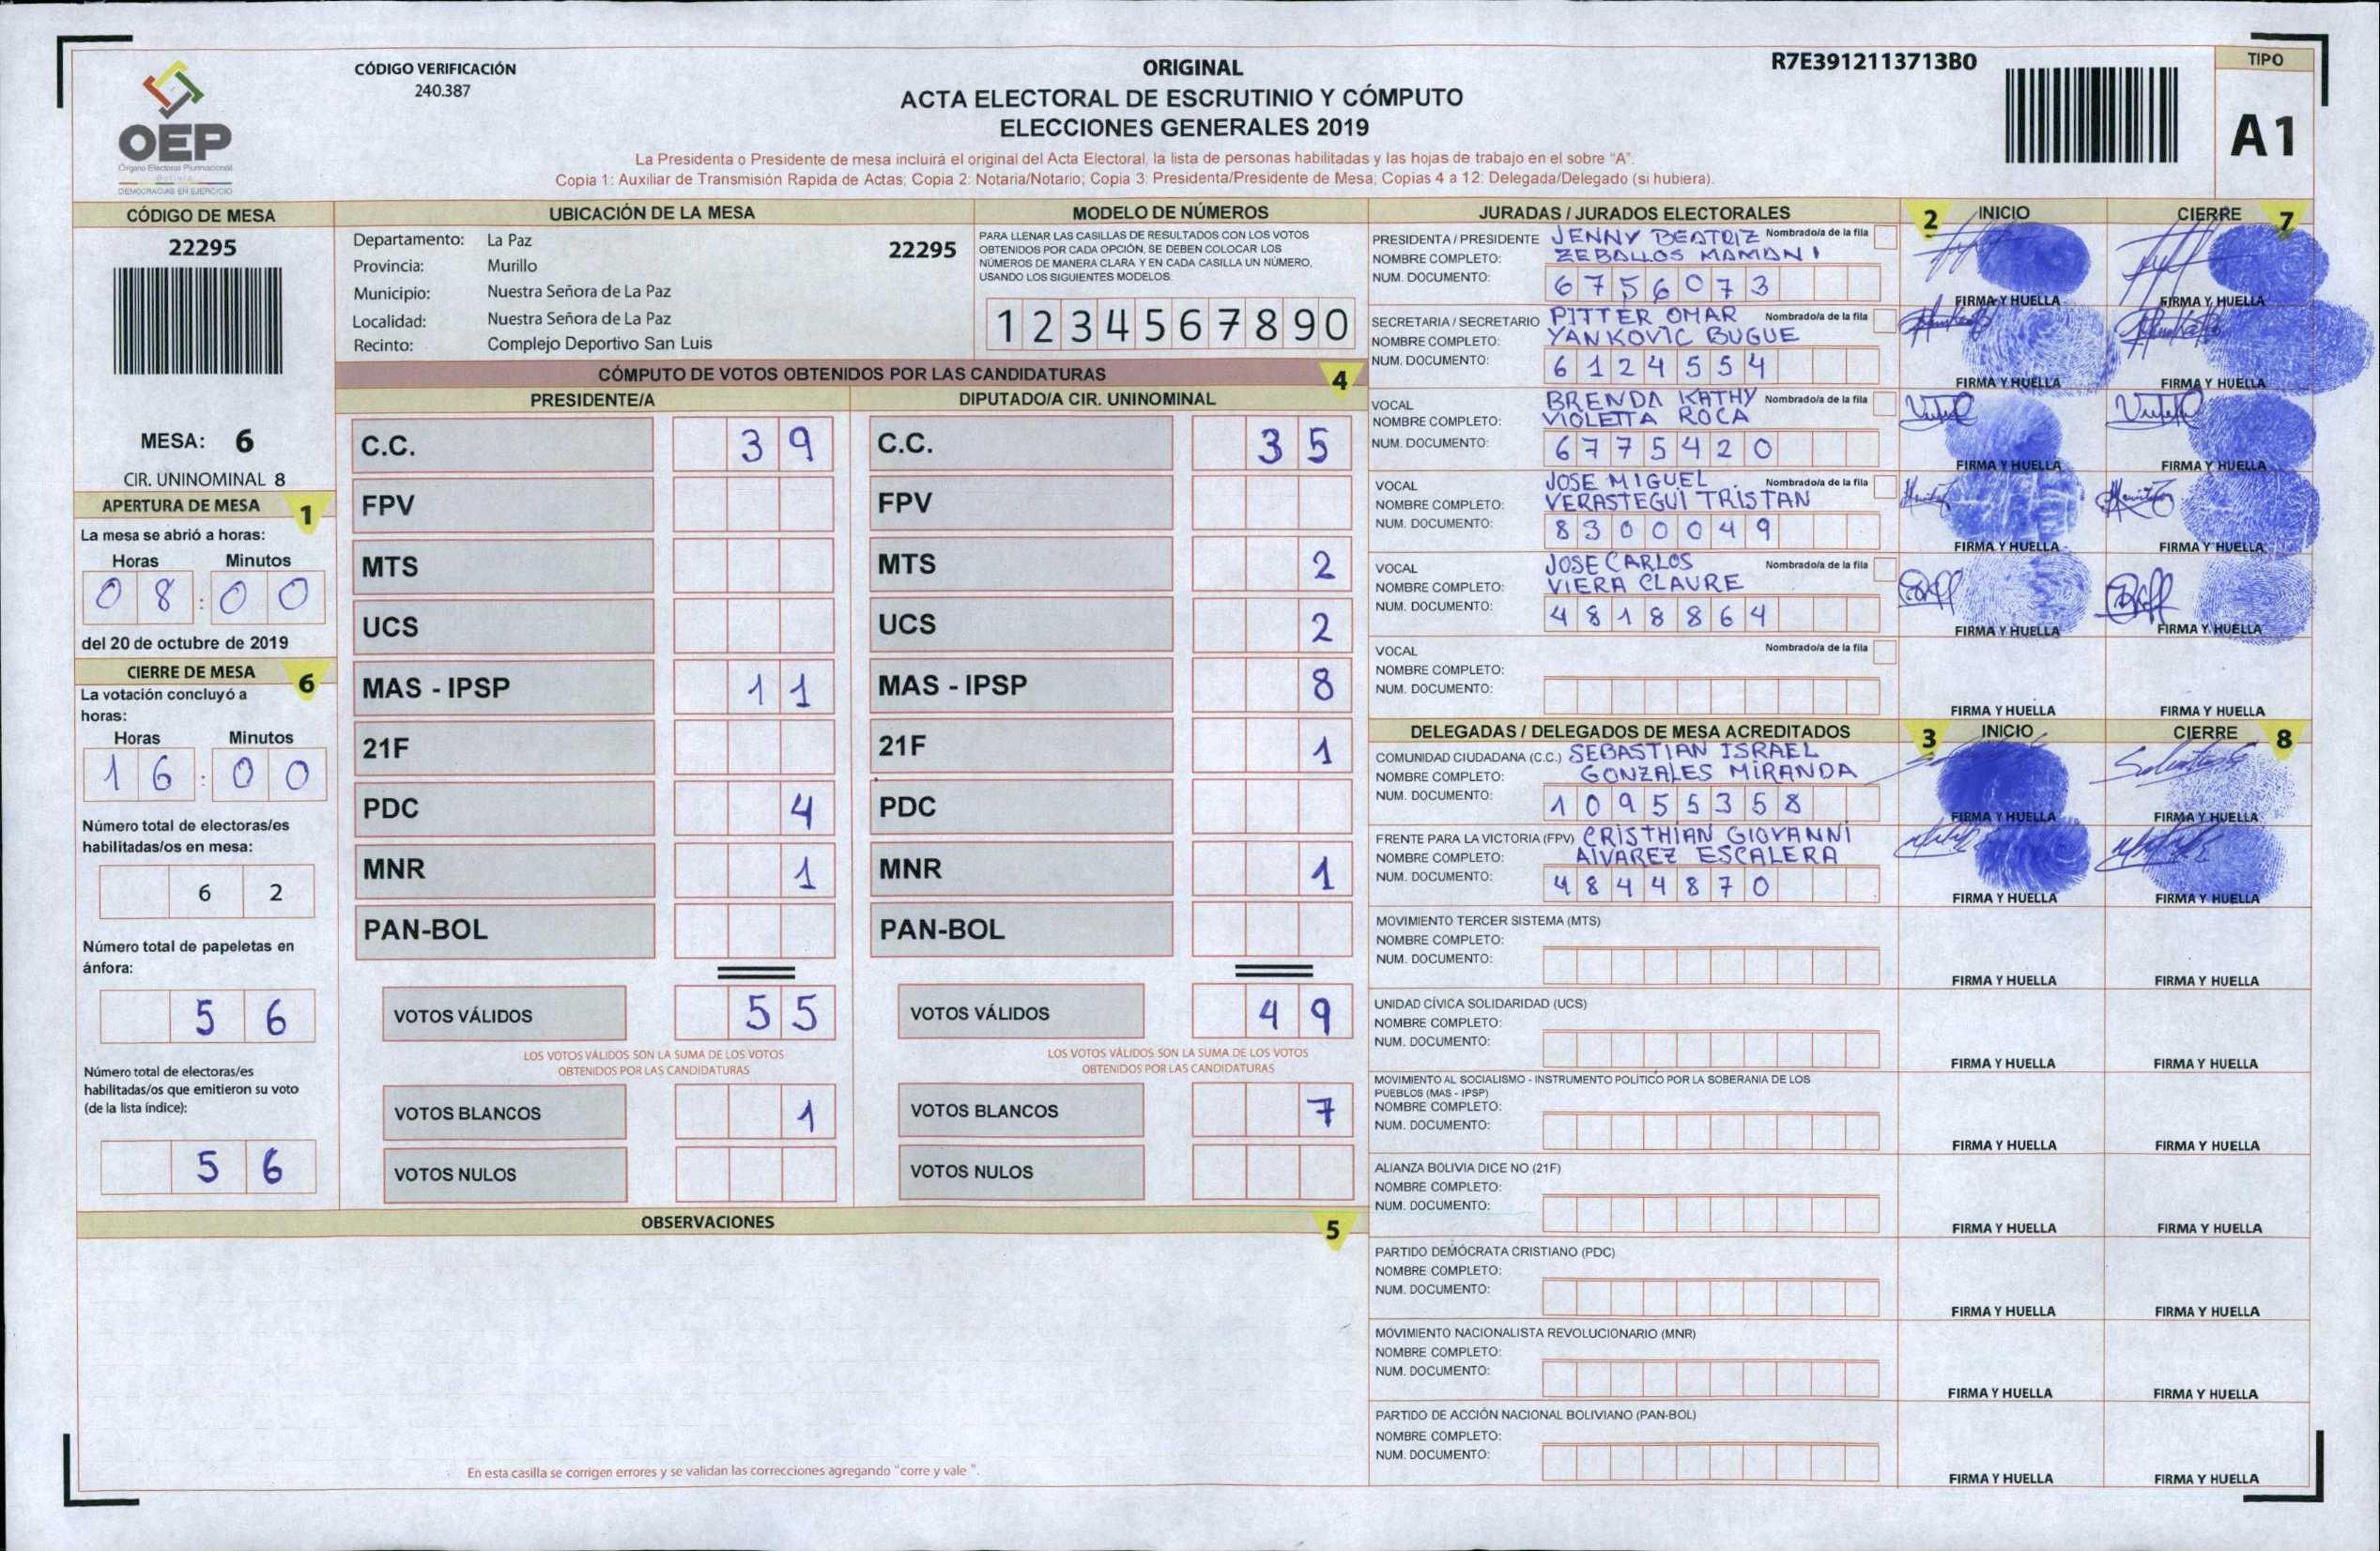 OEP
Órgano Electoral Plurinacional
Bolivia
DEMOCRACIAS EN EJERCICIO
CÓDIGO VERIFICACIÓN
240.387
ORIGINAL
ACTA ELECTORAL DE ESCRUTINIO Y CÓMPUTO
ELECCIONES GENERALES 2019
La Presidenta o Presidente de mesa incluirá el original del Acta Electoral, la lista de personas habilitadas y las hojas de trabajo en el sobre "A".
Copia 1: Auxiliar de Transmisión Rapida de Actas; Copia 2: Notaria/Notario; Copia 3: Presidenta/Presidente de Mesa; Copias 4 a 12: Delegada/Delegado (si hubiera).
R7E3912113713B0
TIPO
A1
CÓDIGO DE MESA
22295
MESA: 6
CIR. UNINOMINAL 8
APERTURA DE MESA 1
La mesa se abrió a horas:
Horas Minutos
08:00
del 20 de octubre de 2019
CIERRE DE MESA 6
La votación concluyó a
horas:
Horas Minutos
16:00
Número total de electoras/es
habilitadas/os en mesa:
62
Número total de papeletas en
ánfora:
56
Número total de electoras/es
habilitadas/os que emitieron su voto
(de la lista índice):
56
UBICACIÓN DE LA MESA
Departamento: La Paz 22295
Provincia: Murillo
Municipio: Nuestra Señora de La Paz
Localidad: Nuestra Señora de La Paz
Recinto: Complejo Deportivo San Luis
MODELO DE NÚMEROS
PARA LLENAR LAS CASILLAS DE RESULTADOS CON LOS VOTOS
OBTENIDOS POR CADA OPCIÓN, SE DEBEN COLOCAR LOS
NÚMEROS DE MANERA CLARA Y EN CADA CASILLA UN NÚMERO,
USANDO LOS SIGUIENTES MODELOS.
1 2 3 4 5 6 7 8 9 0
CÓMPUTO DE VOTOS OBTENIDOS POR LAS CANDIDATURAS 4
PRESIDENTE/A
C.C. 39
FPV
MTS
UCS
MAS - IPSP 11
21F
PDC 4
MNR 1
PAN-BOL
VOTOS VÁLIDOS 55
LOS VOTOS VÁLIDOS SON LA SUMA DE LOS VOTOS
OBTENIDOS POR LAS CANDIDATURAS
VOTOS BLANCOS 1
VOTOS NULOS
DIPUTADO/A CIR. UNINOMINAL
C.C. 35
FPV
MTS 2
UCS 2
MAS - IPSP 8
21F 1
PDC
MNR 1
PAN-BOL
VOTOS VÁLIDOS 49
LOS VOTOS VÁLIDOS SON LA SUMA DE LOS VOTOS
OBTENIDOS POR LAS CANDIDATURAS
VOTOS BLANCOS 7
VOTOS NULOS
OBSERVACIONES 5
En esta casilla se corrigen errores y se validan las correcciones agregando "corre y vale ".
JURADAS / JURADOS ELECTORALES 2 INICIO CIERRE 7
PRESIDENTA / PRESIDENTE JENNY BEATRIZ Nombrado/a de la fila
NOMBRE COMPLETO: ZEBALLOS MAMANI
NUM. DOCUMENTO: 6756073
FIRMA Y HUELLA FIRMA Y HUELLA
SECRETARIA / SECRETARIO PITTER OMAR Nombrado/a de la fila
NOMBRE COMPLETO: YANKOVIC BUGUE
NUM. DOCUMENTO: 6124554
FIRMA Y HUELLA FIRMA Y HUELLA
VOCAL BRENDA KATHY Nombrado/a de la fila
NOMBRE COMPLETO: VIOLETTA ROCA
NUM. DOCUMENTO: 6775420
FIRMA Y HUELLA FIRMA Y HUELLA
VOCAL JOSE MIGUEL Nombrado/a de la fila
NOMBRE COMPLETO: VERASTEGUI TRISTAN
NUM. DOCUMENTO: 8300049
FIRMA Y HUELLA FIRMA Y HUELLA
VOCAL JOSE CARLOS Nombrado/a de la fila
NOMBRE COMPLETO: VIERA CLAURE
NUM. DOCUMENTO: 4818864
FIRMA Y HUELLA FIRMA Y HUELLA
VOCAL Nombrado/a de la fila
NOMBRE COMPLETO:
NUM. DOCUMENTO:
FIRMA Y HUELLA FIRMA Y HUELLA
DELEGADAS / DELEGADOS DE MESA ACREDITADOS 3 INICIO CIERRE 8
COMUNIDAD CIUDADANA (C.C.) SEBASTIAN ISRAEL
NOMBRE COMPLETO: GONZALES MIRANDA
NUM. DOCUMENTO: 10955358
FIRMA Y HUELLA FIRMA Y HUELLA
FRENTE PARA LA VICTORIA (FPV) CRISTHIAN GIOVANNI
NOMBRE COMPLETO: ALVAREZ ESCALERA
NUM. DOCUMENTO: 4844870
FIRMA Y HUELLA FIRMA Y HUELLA
MOVIMIENTO TERCER SISTEMA (MTS)
NOMBRE COMPLETO:
NUM. DOCUMENTO:
FIRMA Y HUELLA FIRMA Y HUELLA
UNIDAD CÍVICA SOLIDARIDAD (UCS)
NOMBRE COMPLETO:
NUM. DOCUMENTO:
FIRMA Y HUELLA FIRMA Y HUELLA
MOVIMIENTO AL SOCIALISMO - INSTRUMENTO POLÍTICO POR LA SOBERANIA DE LOS
PUEBLOS (MAS - IPSP)
NOMBRE COMPLETO:
NUM. DOCUMENTO:
FIRMA Y HUELLA FIRMA Y HUELLA
ALIANZA BOLIVIA DICE NO (21F)
NOMBRE COMPLETO:
NUM. DOCUMENTO:
FIRMA Y HUELLA FIRMA Y HUELLA
PARTIDO DEMÓCRATA CRISTIANO (PDC)
NOMBRE COMPLETO:
NUM. DOCUMENTO:
FIRMA Y HUELLA FIRMA Y HUELLA
MOVIMIENTO NACIONALISTA REVOLUCIONARIO (MNR)
NOMBRE COMPLETO:
NUM. DOCUMENTO:
FIRMA Y HUELLA FIRMA Y HUELLA
PARTIDO DE ACCIÓN NACIONAL BOLIVIANO (PAN-BOL)
NOMBRE COMPLETO:
NUM. DOCUMENTO:
FIRMA Y HUELLA FIRMA Y HUELLA